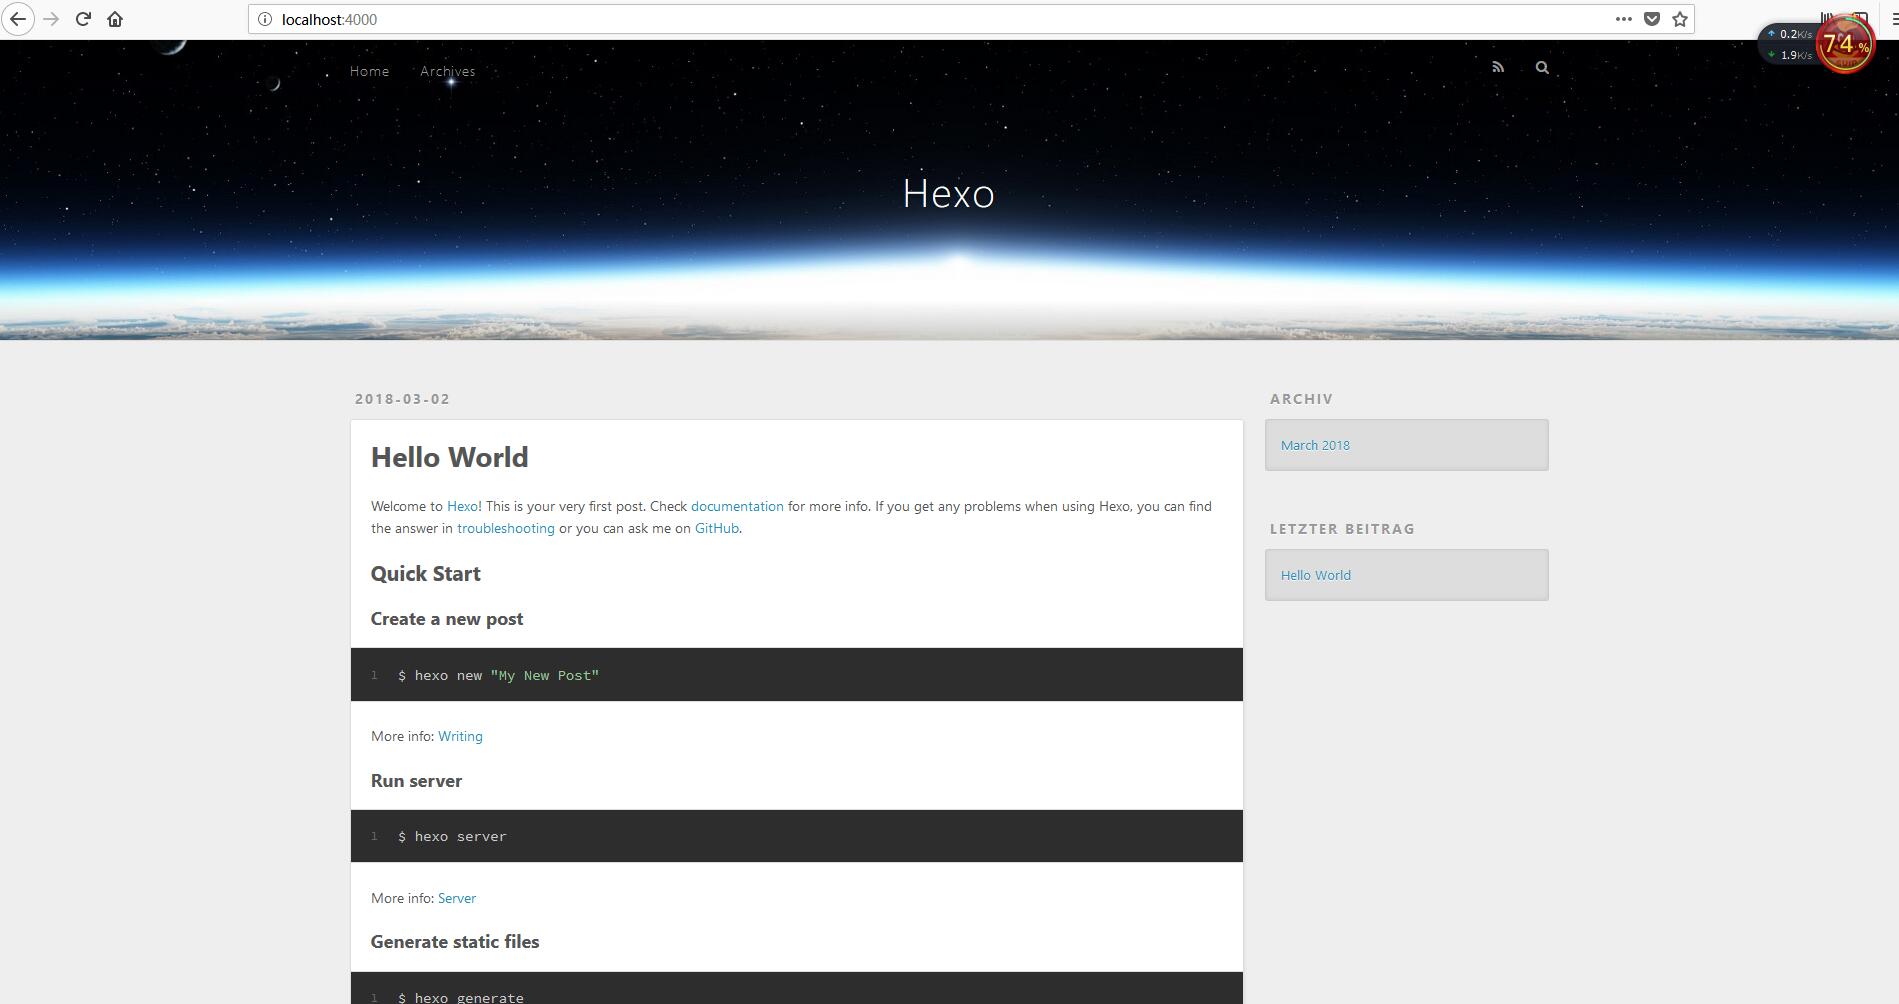 localhost:4000
0.2K/s
74%
1.9K/s
Home
Archives
Hexo
2018-03-02
Hello World
Welcome to Hexo! This is your very first post. Check documentation for more info. If you get any problems when using Hexo, you can find
the answer in troubleshooting or you can ask me on GitHub.
Quick Start
Create a new post
1 $ hexo new "My New Post"
More info: Writing
Run server
1 $ hexo server
More info: Server
Generate static files
1 $ hexo generate
ARCHIV
March 2018
LETZTER BEITRAG
Hello World